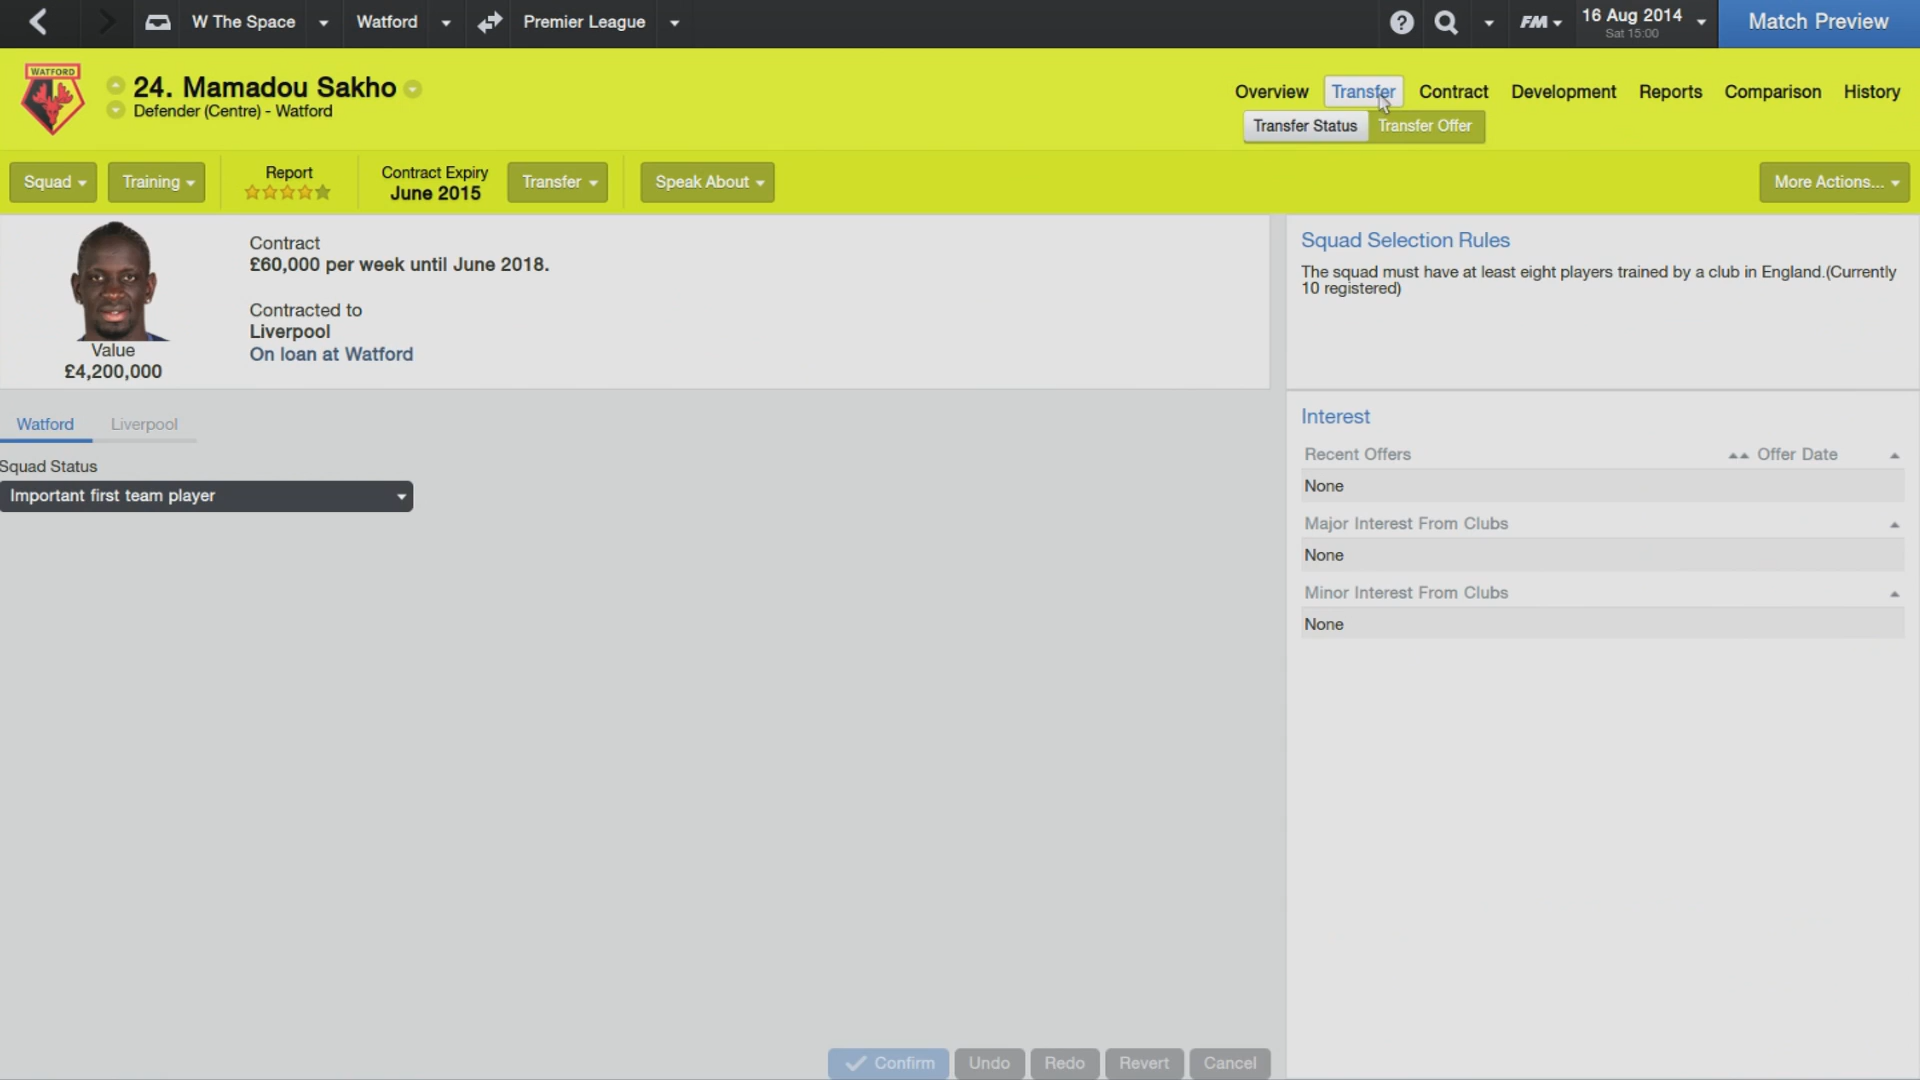 W The Space
Watford
Premier League
FM
16 Aug 2014
Sat 15:00
Match Preview
WATFORD
24. Mamadou Sakho
Defender (Centre) - Watford
Overview
Transfer
Contract
Development
Reports
Comparison
History
Transfer Status
Transfer Offer
Squad
Training
Report
Contract Expiry
June 2015
Transfer
Speak About
More Actions...
Value
£4,200,000
Contract
£60,000 per week until June 2018.
Contracted to
Liverpool
On loan at Watford
Squad Selection Rules
The squad must have at least eight players trained by a club in England.(Currently
10 registered)
Watford
Liverpool
Squad Status
Important first team player
Interest
Recent Offers
Offer Date
None
Major Interest From Clubs
None
Minor Interest From Clubs
None
Confirm
Undo
Redo
Revert
Cancel